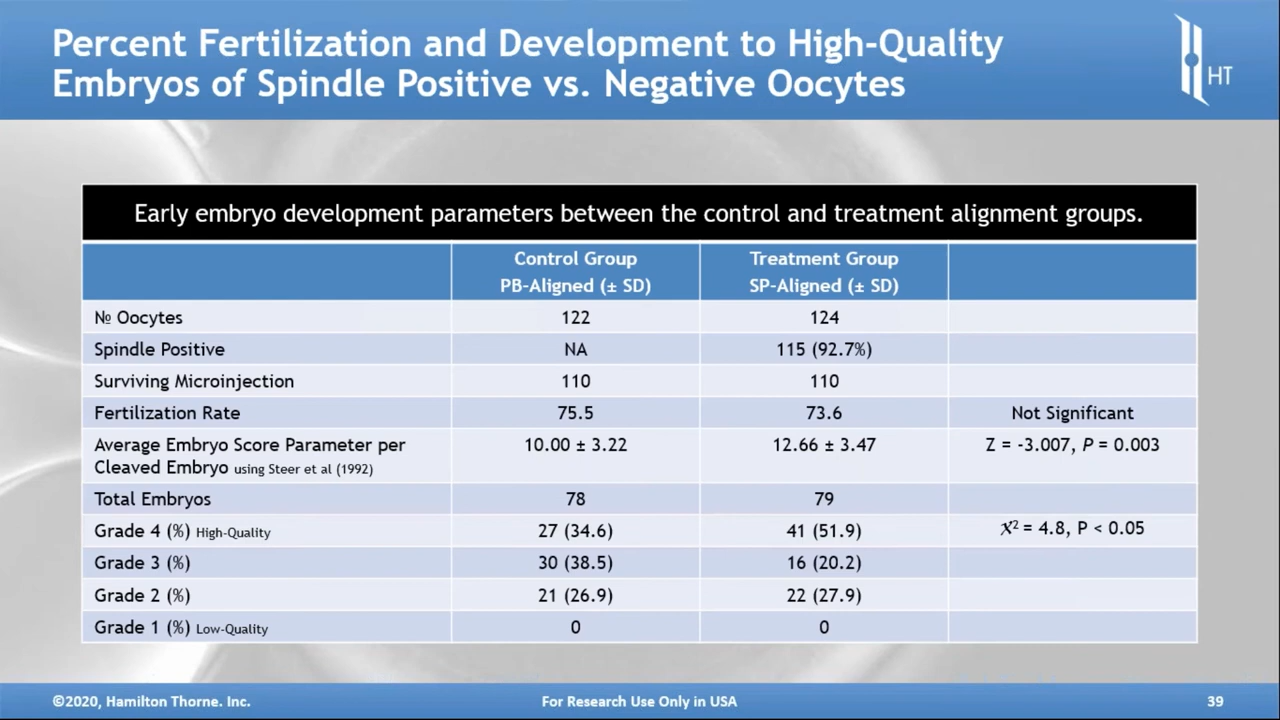 Percent Fertilization and Development to High-Quality
Embryos of Spindle Positive vs. Negative Oocytes
HT
Early embryo development parameters between the control and treatment alignment groups.
Control Group Treatment Group
PB-Aligned (± SD) SP-Aligned (± SD)
№ Oocytes 122 124
Spindle Positive NA 115 (92.7%)
Surviving Microinjection 110 110
Fertilization Rate 75.5 73.6 Not Significant
Average Embryo Score Parameter per 10.00 ± 3.22 12.66 ± 3.47 Z = -3.007, P = 0.003
Cleaved Embryo using Steer et al (1992)
Total Embryos 78 79
Grade 4 (%) High-Quality 27 (34.6) 41 (51.9) X² = 4.8, P < 0.05
Grade 3 (%) 30 (38.5) 16 (20.2)
Grade 2 (%) 21 (26.9) 22 (27.9)
Grade 1 (%) Low-Quality 0 0
©2020, Hamilton Thorne. Inc. For Research Use Only in USA 39